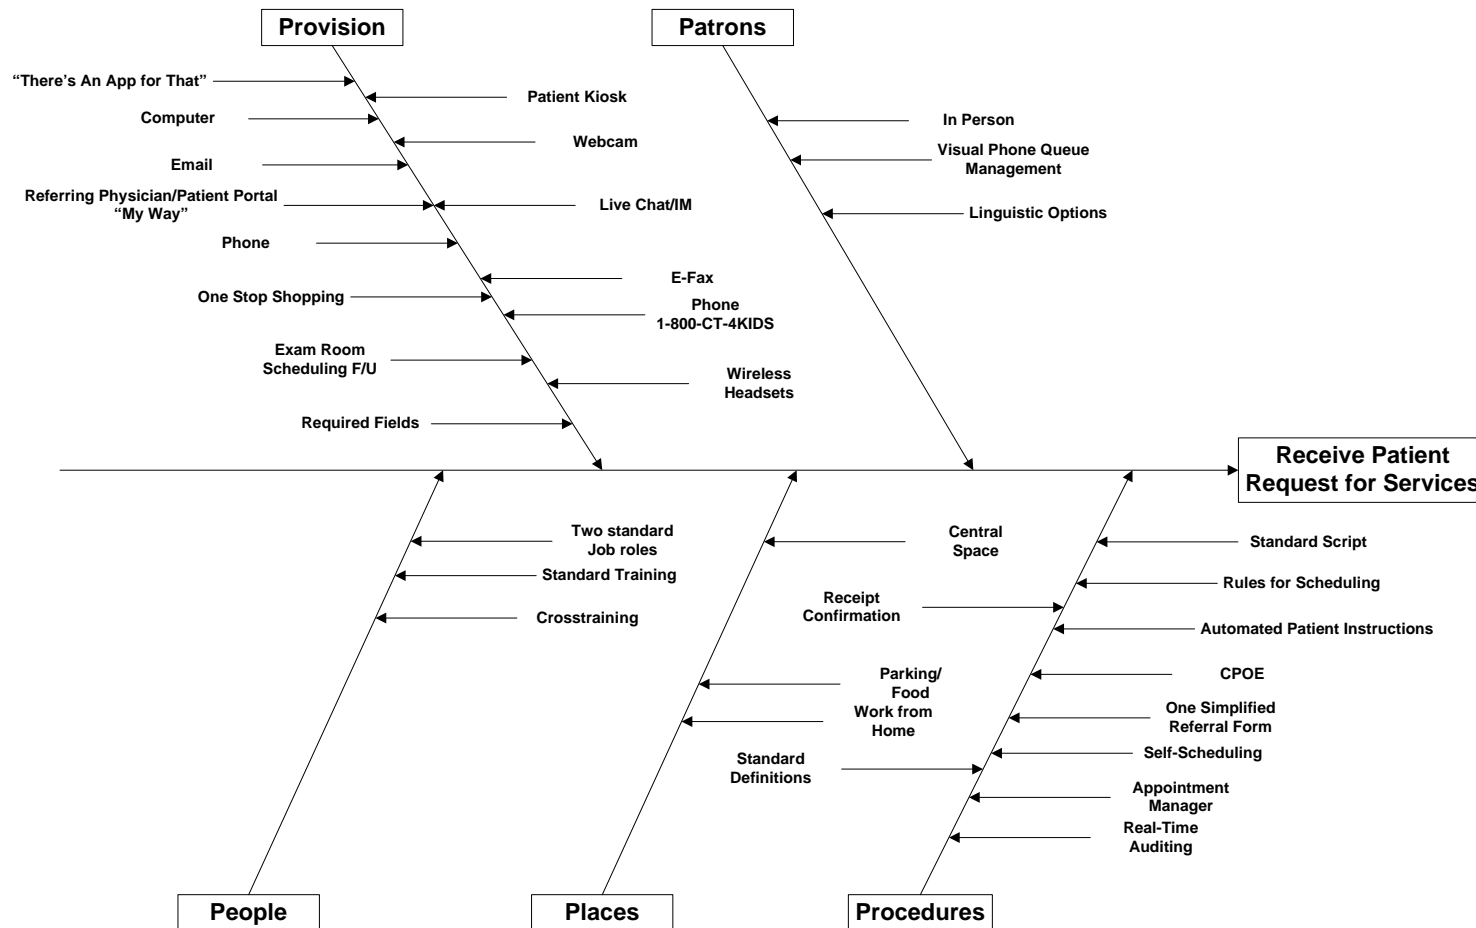 Provision
Patrons
“There’s An App for That”
Patient Kiosk
Computer
Webcam
Email
Referring Physician/Patient Portal
“My Way”
Live Chat/IM
Phone
E-Fax
One Stop Shopping
Phone
1-800-CT-4KIDS
Exam Room
Scheduling F/U
Wireless
Headsets
Required Fields
In Person
Visual Phone Queue
Management
Linguistic Options
Receive Patient
Request for Services
Two standard
Job roles
Standard Training
Crosstraining
Central
Space
Receipt
Confirmation
Parking/
Food
Work from
Home
Standard
Definitions
Standard Script
Rules for Scheduling
Automated Patient Instructions
CPOE
One Simplified
Referral Form
Self-Scheduling
Appointment
Manager
Real-Time
Auditing
People
Places
Procedures